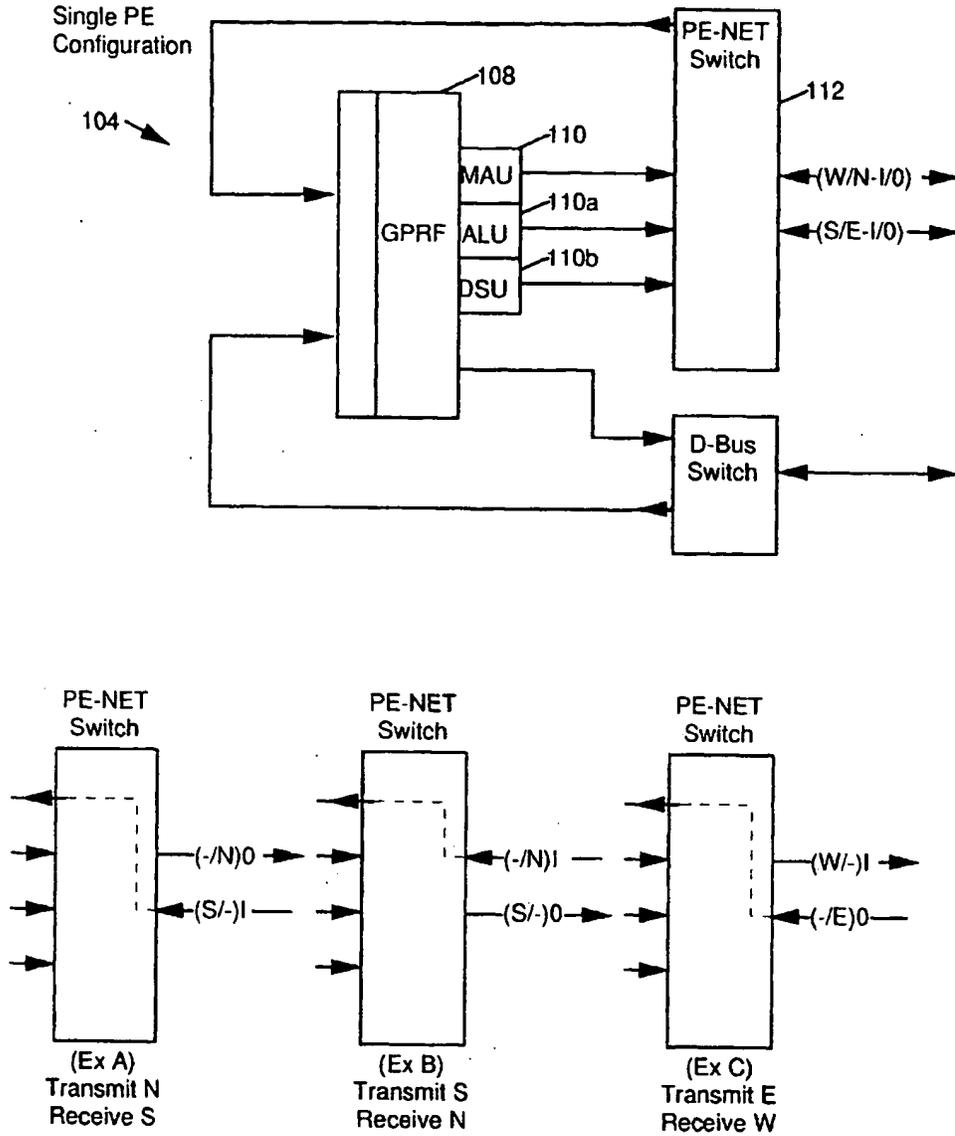 Single PE
Configuration
PE-NET
Switch
108
112
104
110
MAU
(W/N-I/0)
110a
GPRF
ALU
(S/E-I/0)
110b
DSU
D-Bus
Switch
PE-NET
Switch
PE-NET
Switch
PE-NET
Switch
(-/N)0
(-/N)I
(W/-)I
(S/-)I
(S/-)0
(-/E)0
(Ex A)
Transmit N
Receive S
(Ex B)
Transmit S
Receive N
(Ex C)
Transmit E
Receive W